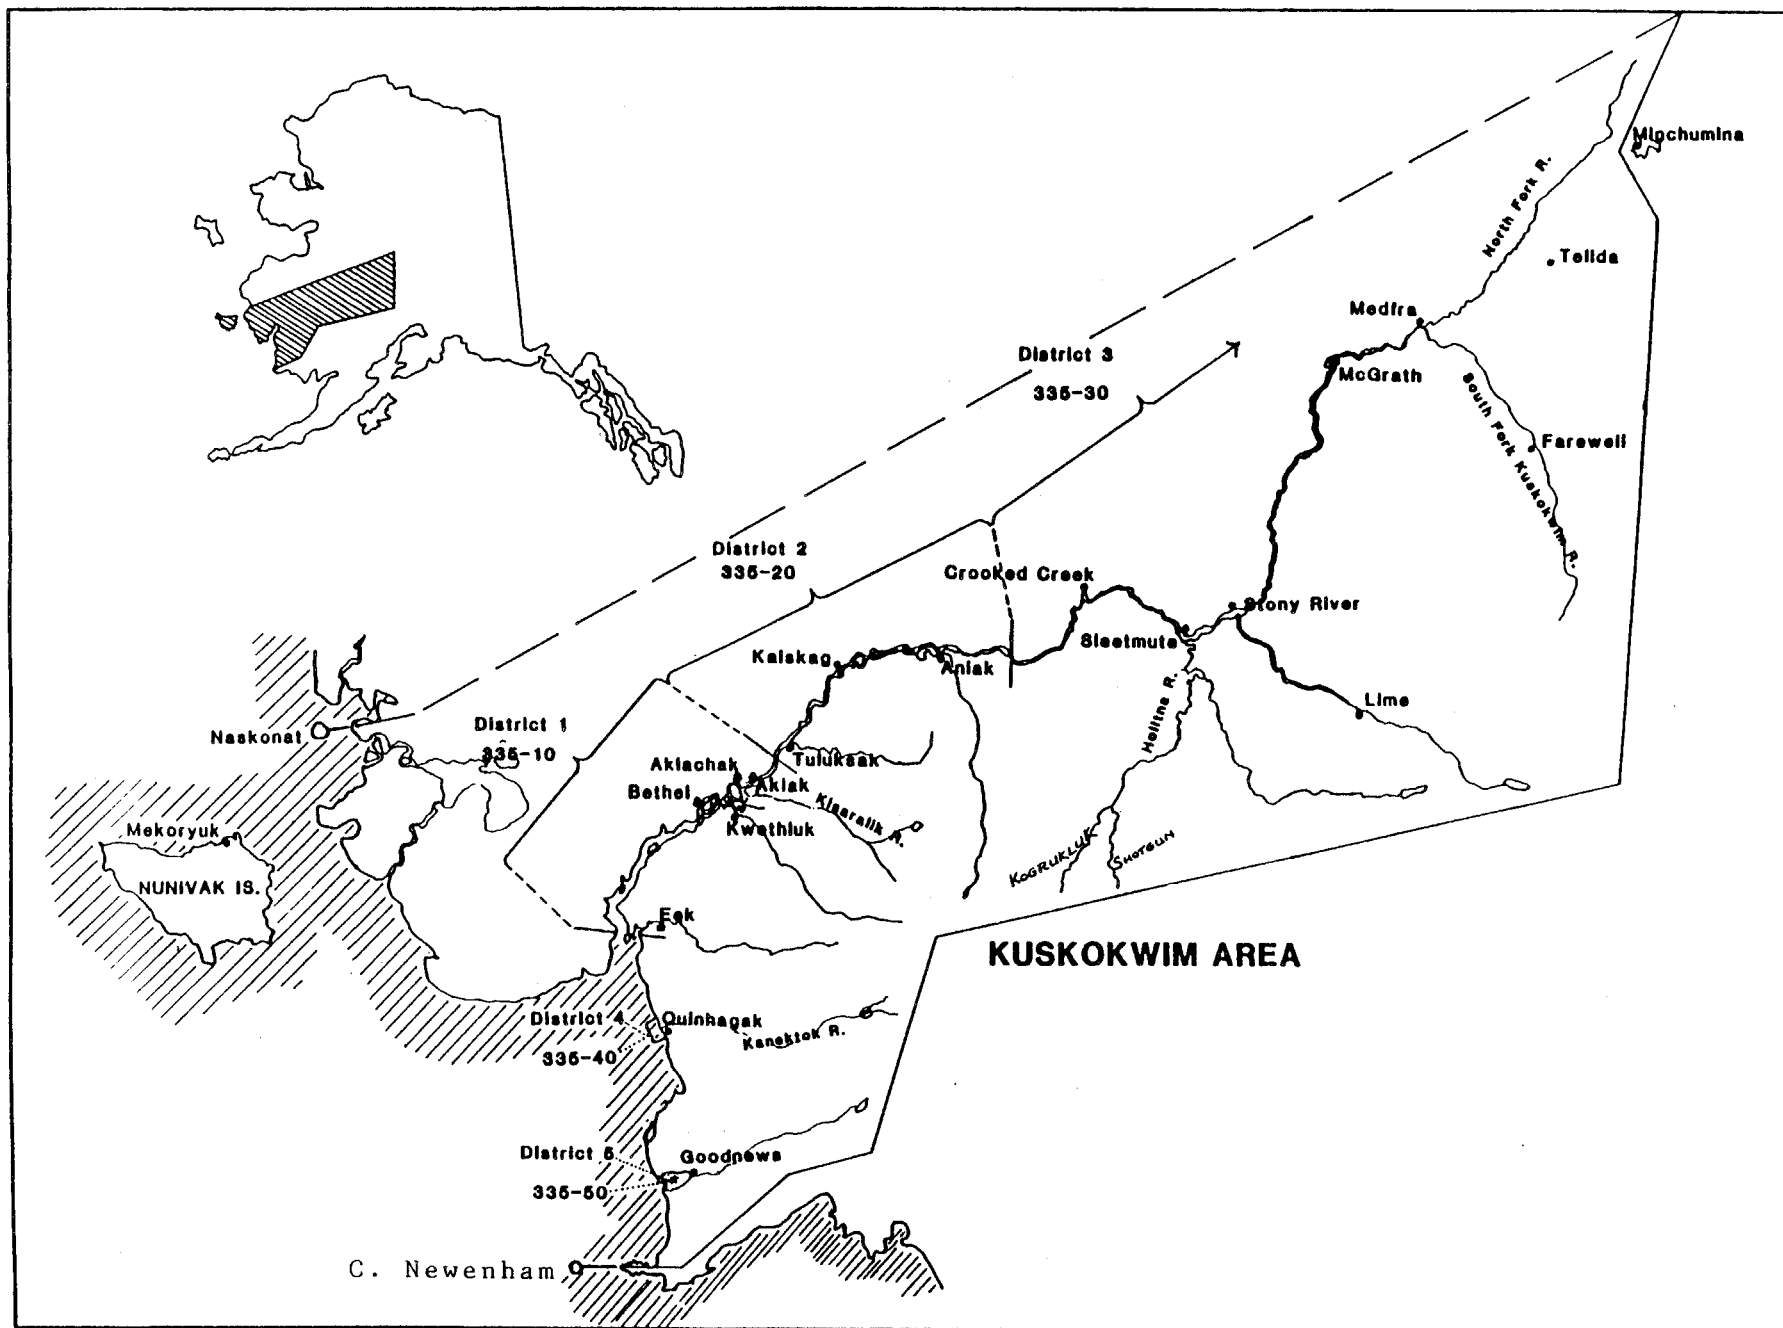 Minchumina
North Fork R.
Telida
Medfra
McGrath
District 3
335-30
South Fork Kuskokwim R.
Farewell
District 2
335-20
Crooked Creek
Stony River
Sleetmute
Kalskag
Aniak
Holitna R.
Lime
Naskonat
District 1
335-10
Tuluksak
Akiachak
Akiak
Bethel
Kisaralik R.
Kwethluk
Mekoryuk
NUNIVAK IS.
KOGRUKLUK
SHOTGUN
Eek
KUSKOKWIM AREA
District 4
Quinhagak
Kanektok R.
335-40
District 5
Goodnews
335-50
C. Newenham